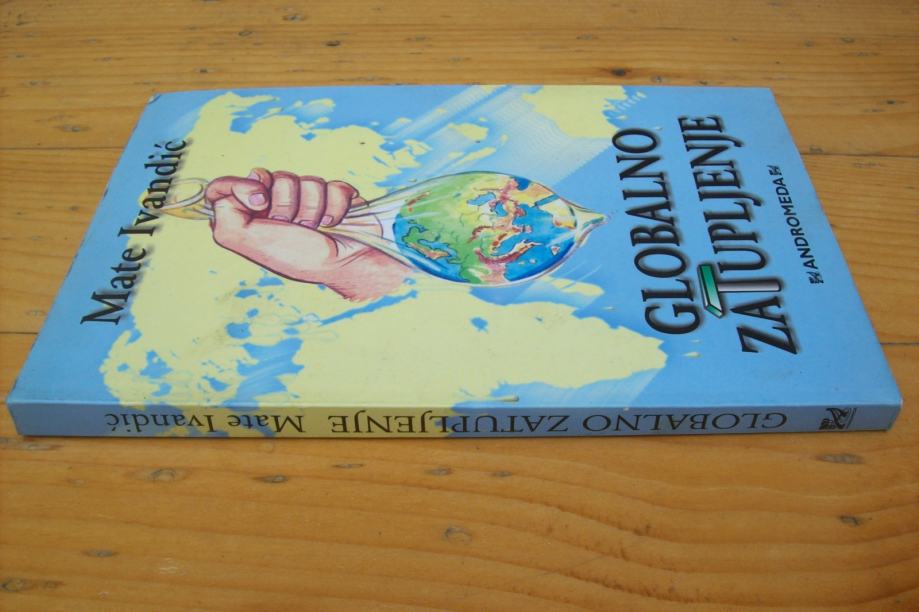 Mate Ivandić
GLOBALNO
ZATUPLJENJE
ANDROMEDA
GLOBALNO ZATUPLJENJE Mate Ivandić